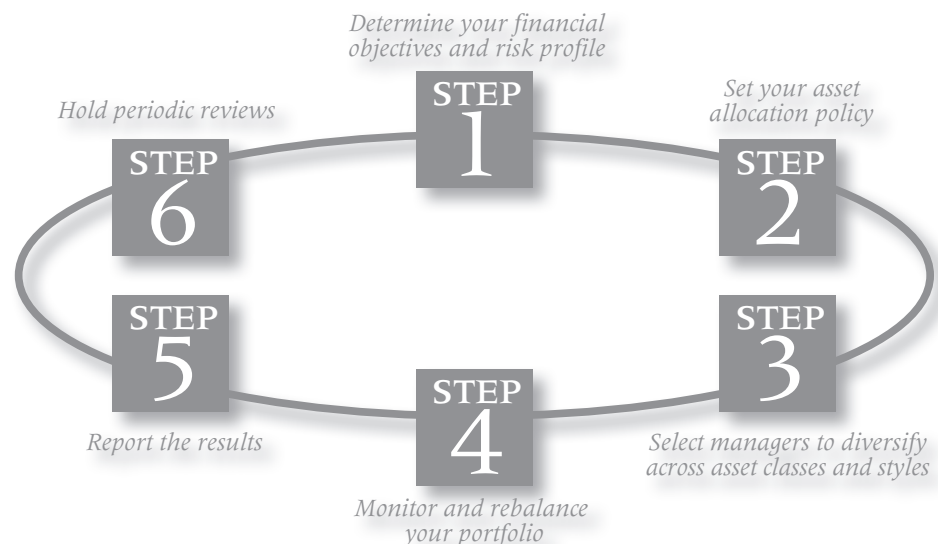 Determine your financial
objectives and risk profile
STEP
1
Set your asset
allocation policy
STEP
2
STEP
3
Select managers to diversify
across asset classes and styles
STEP
4
Monitor and rebalance
your portfolio
STEP
5
Report the results
Hold periodic reviews
STEP
6